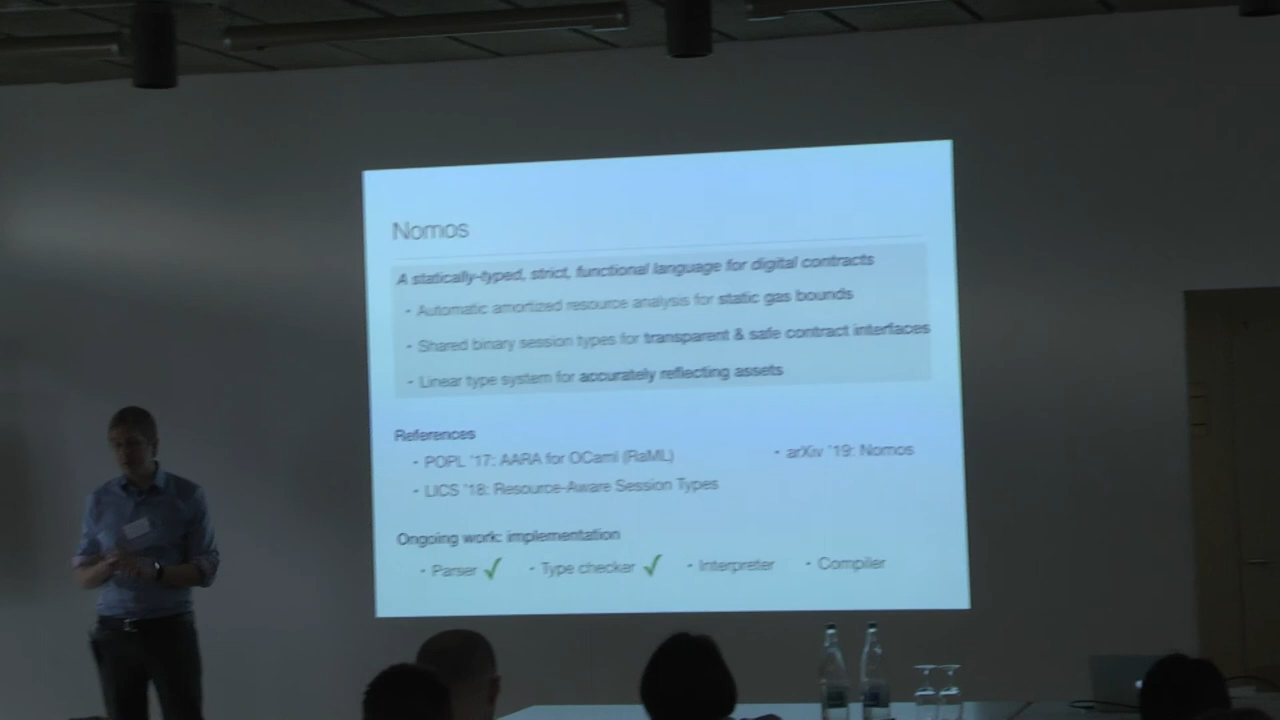 Nomos
A statically-typed, strict, functional language for digital contracts
• Automatic amortized resource analysis for static gas bounds
• Shared binary session types for transparent & safe contract interfaces
• Linear type system for accurately reflecting assets
References
• POPL '17: AARA for OCaml (RaML)
• arXiv '19: Nomos
• LICS '18: Resource-Aware Session Types
Ongoing work: implementation
• Parser ✓ • Type checker ✓ • Interpreter • Compiler